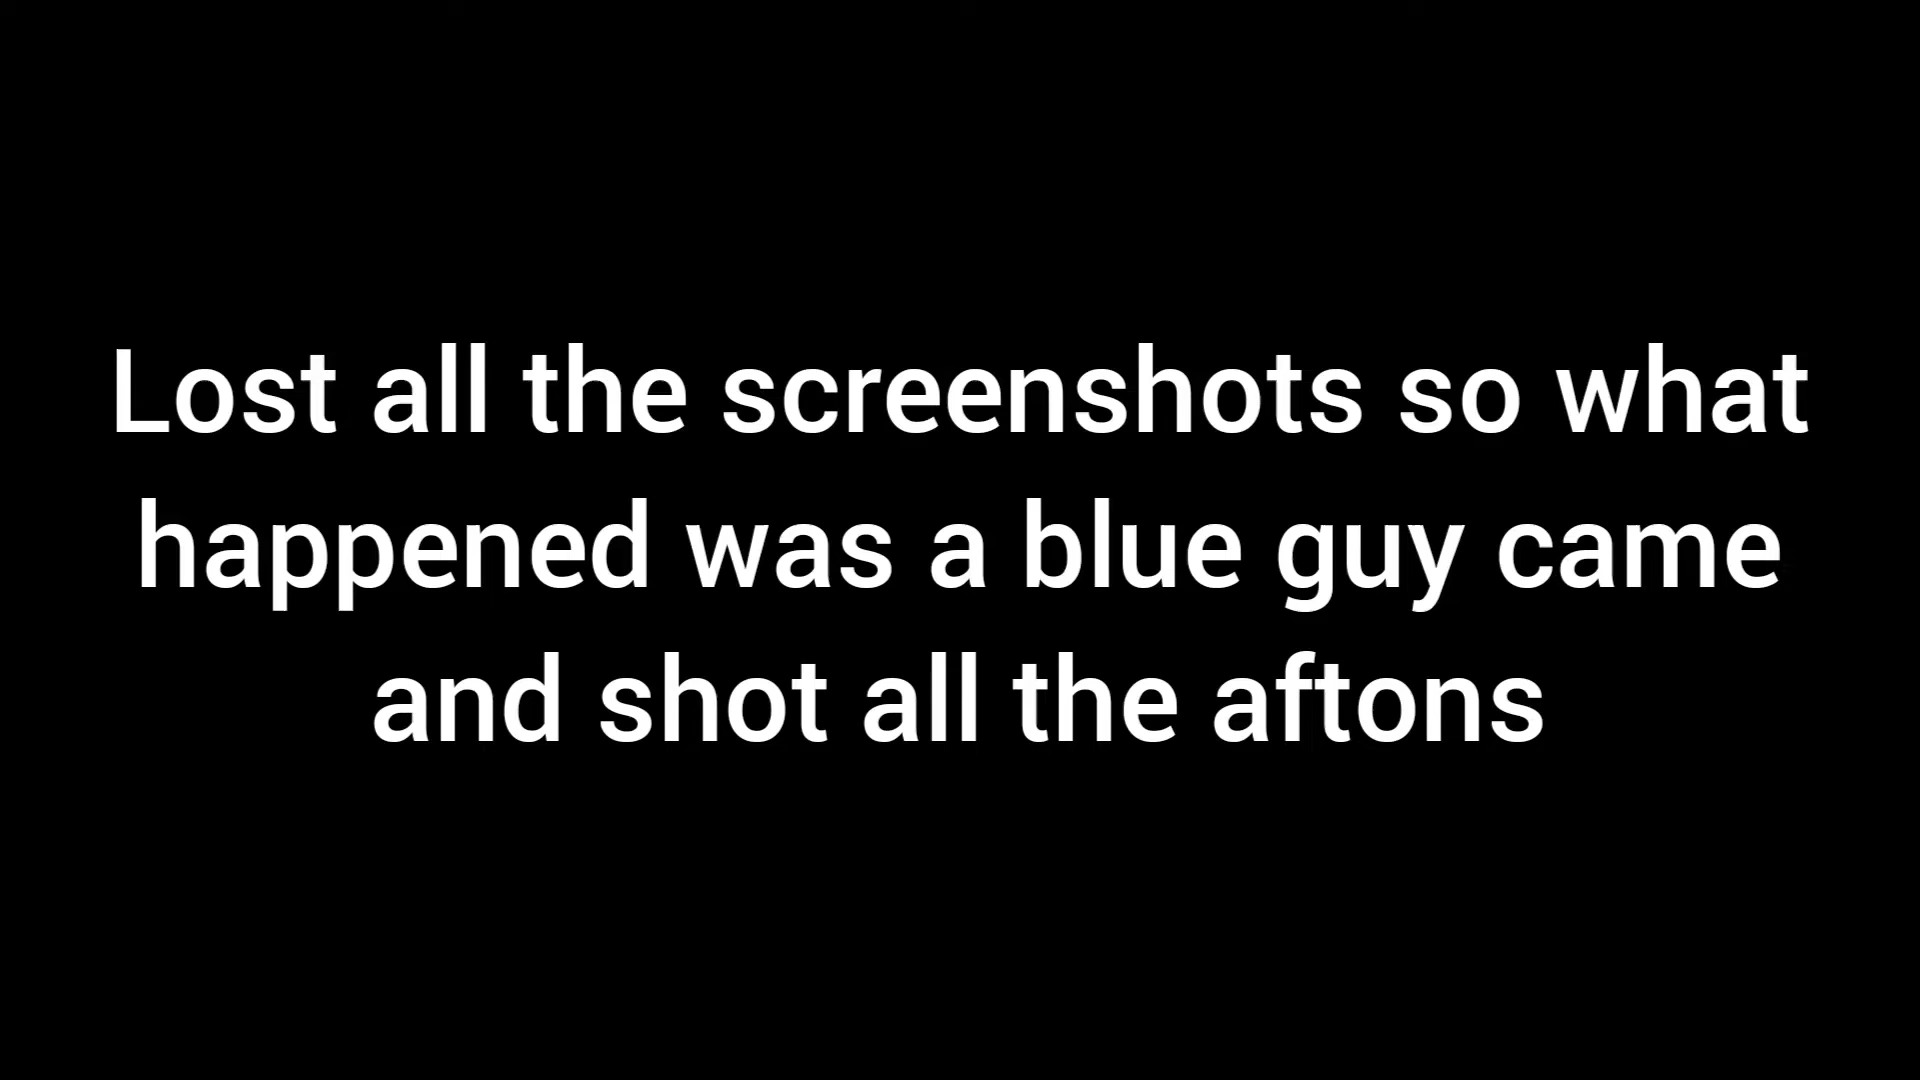 Lost all the screenshots so what
happened was a blue guy came
and shot all the aftons